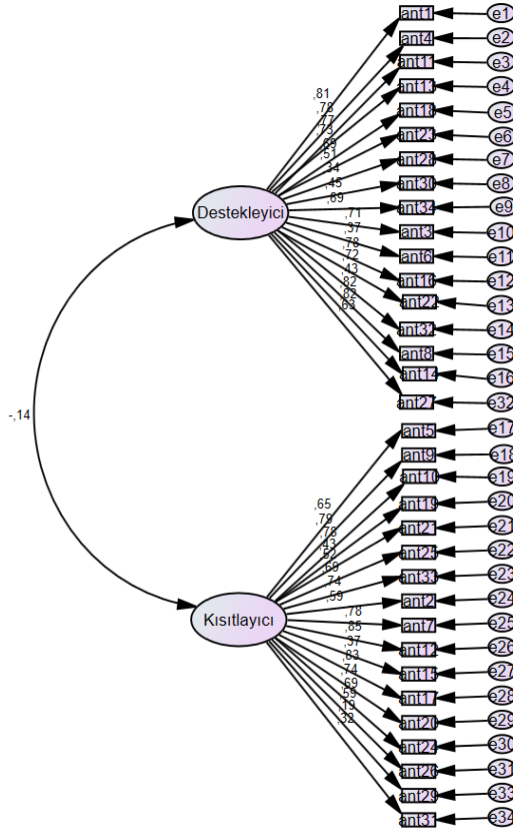 ant1 e1
ant4 e2
ant11 e3
ant13 e4
ant18 e5
ant23 e6
ant28 e7
ant30 e8
ant34 e9
ant3 e10
ant6 e11
ant16 e12
ant22 e13
ant32 e14
ant8 e15
ant14 e16
ant27 e32
,81
,78
,77
,73
,69
,51
,34
,45
,69
,71
,37
,78
,72
,43
,82
,82
,63
Destekleyici
-,14
ant5 e17
ant9 e18
ant10 e19
ant19 e20
ant21 e21
ant25 e22
ant33 e23
ant2 e24
ant7 e25
ant12 e26
ant15 e27
ant17 e28
ant20 e29
ant24 e30
ant26 e31
ant29 e33
ant31 e34
,65
,79
,78
,43
,52
,69
,74
,59
,78
,85
,37
,83
,74
,69
,59
,19
,32
Kısıtlayıcı